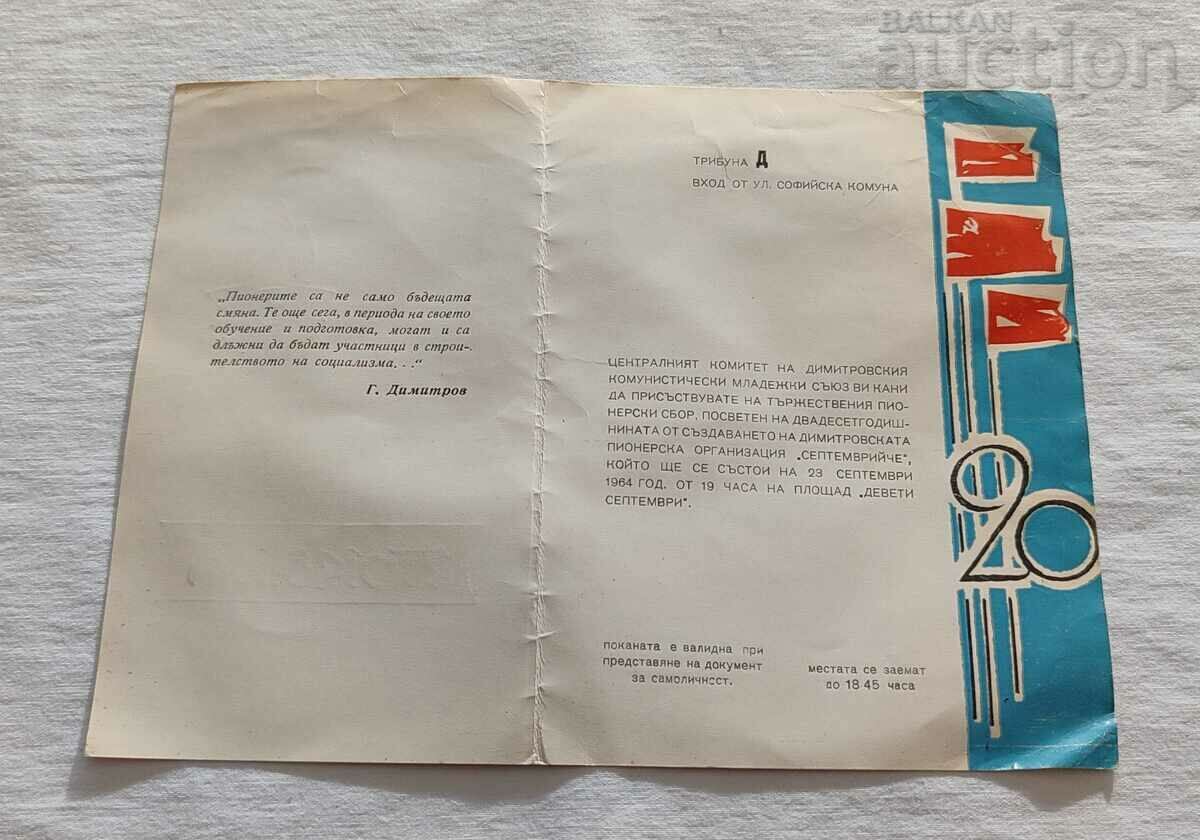 BALKAN
auction
„Пионерите са не само бъдещата
смяна. Те още сега, в периода на своето
обучение и подготовка, могат и са
длъжни да бъдат участници в строи-
телството на социализма. . .“
Г. Димитров
ТРИБУНА Д
ВХОД ОТ УЛ. СОФИЙСКА КОМУНА
ЦЕНТРАЛНИЯТ КОМИТЕТ НА ДИМИТРОВСКИЯ
КОМУНИСТИЧЕСКИ МЛАДЕЖКИ СЪЮЗ ВИ КАНИ
ДА ПРИСЪСТВУВАТЕ НА ТЪРЖЕСТВЕНИЯ ПИО-
НЕРСКИ СБОР, ПОСВЕТЕН НА ДВАДЕСЕТГОДИШ-
НИНАТА ОТ СЪЗДАВАНЕТО НА ДИМИТРОВСКАТА
ПИОНЕРСКА ОРГАНИЗАЦИЯ „СЕПТЕМВРИЙЧЕ“,
КОЙТО ЩЕ СЕ СЪСТОИ НА 23 СЕПТЕМВРИ
1964 ГОД. ОТ 19 ЧАСА НА ПЛОЩАД „ДЕВЕТИ
СЕПТЕМВРИ“.
поканата е валидна при
представяне на документ
за самоличност.
местата се заемат
до 18·45 часа
20